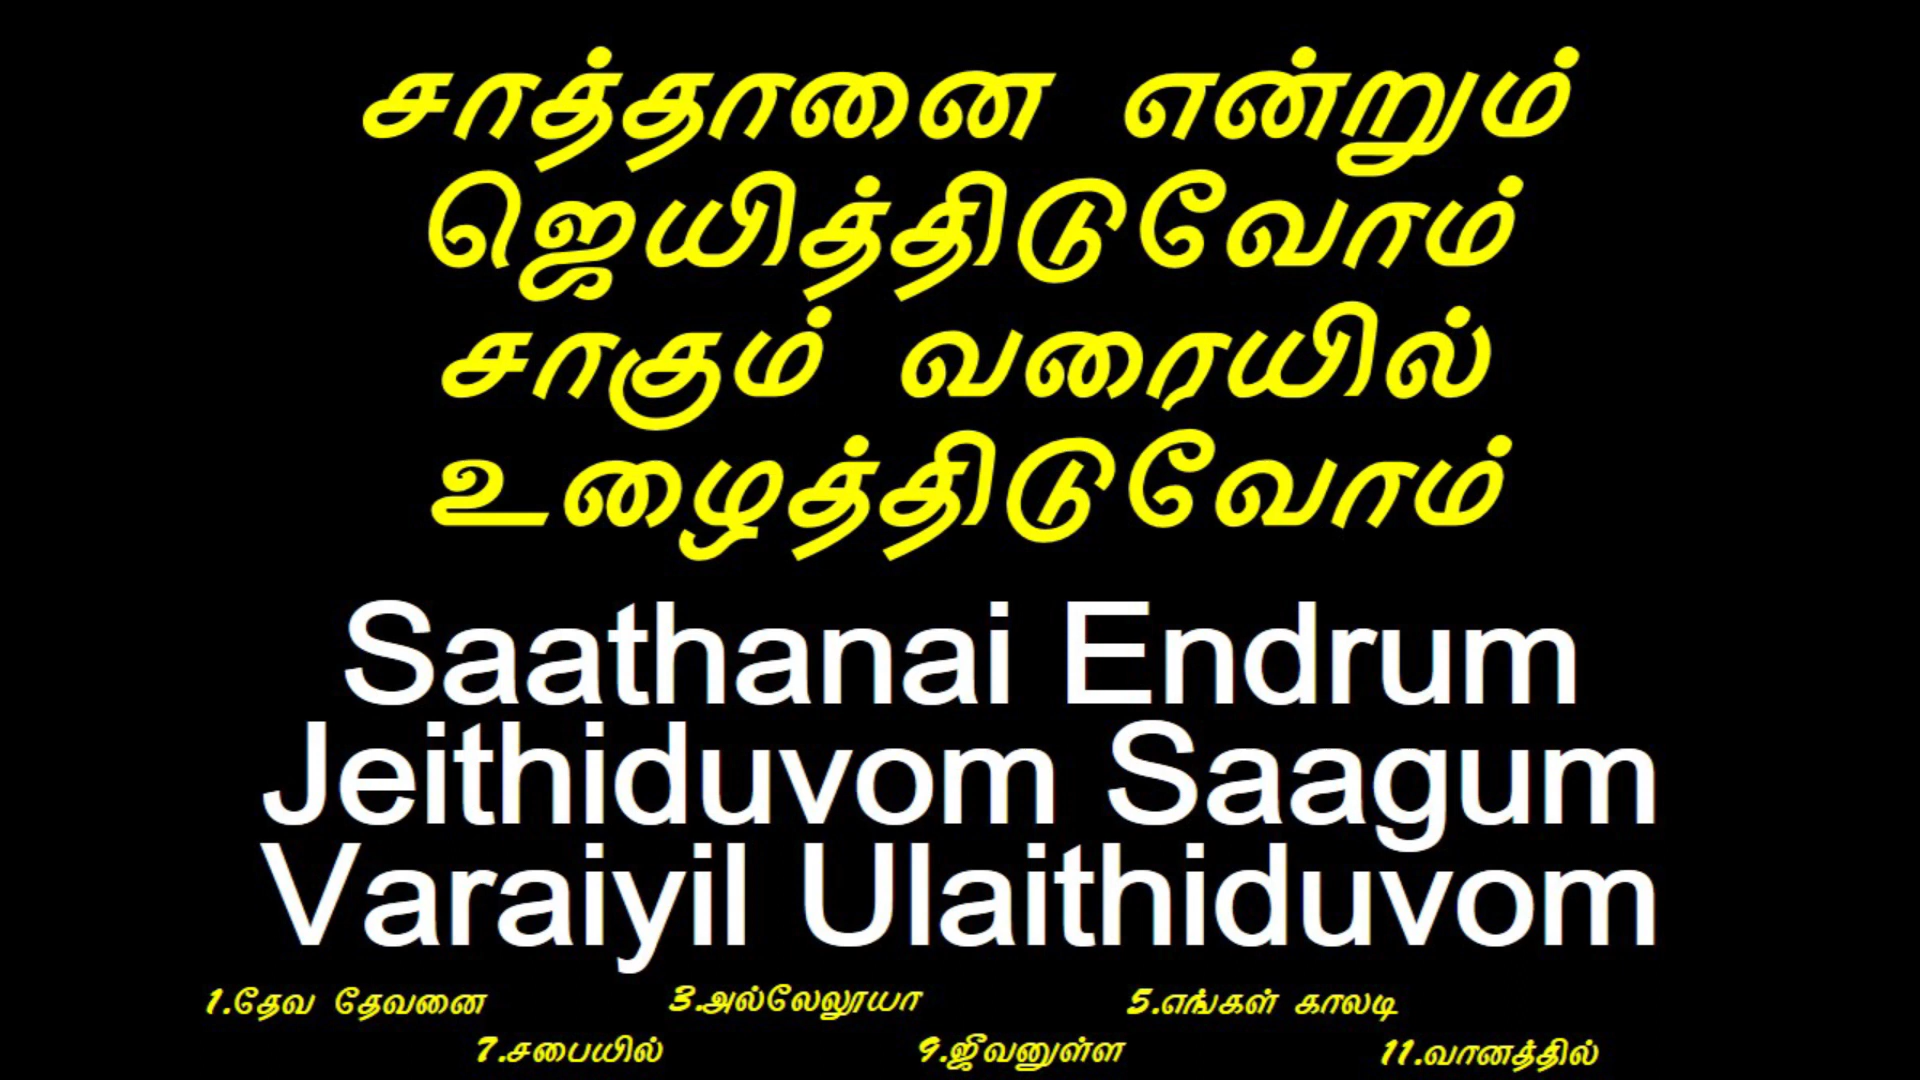 சாத்தானை என்றும்
ஜெயித்திடுவோம்
சாகும் வரையில்
உழைத்திடுவோம்
Saathanai Endrum
Jeithiduvom Saagum
Varaiyil Ulaithiduvom
1.தேவ தேவனை 3.அல்லேலூயா 5.எங்கள் காலடி
7.சபையில் 9.ஜீவனுள்ள 11.வானத்தில்